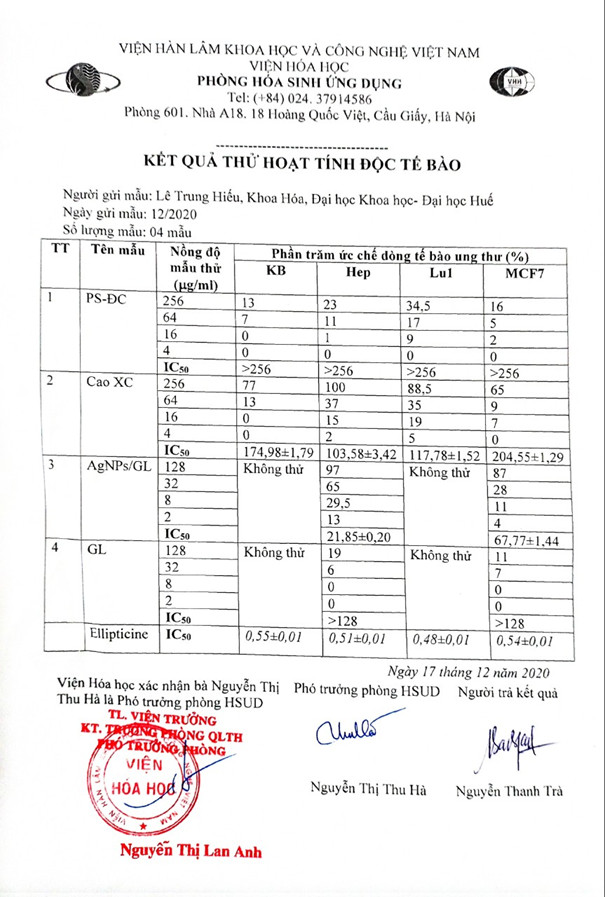 VIỆN HÀN LÂM KHOA HỌC VÀ CÔNG NGHỆ VIỆT NAM
VIỆN HÓA HỌC
PHÒNG HÓA SINH ỨNG DỤNG
Tel: (+84) 024. 37914586
Phòng 601. Nhà A18. 18 Hoàng Quốc Việt, Cầu Giấy, Hà Nội
VHH
KẾT QUẢ THỬ HOẠT TÍNH ĐỘC TẾ BÀO
Người gửi mẫu: Lê Trung Hiếu, Khoa Hóa, Đại học Khoa học- Đại học Huế
Ngày gửi mẫu: 12/2020
Số lượng mẫu: 04 mẫu
TT Tên mẫu Nồng độ mẫu thử (µg/ml) Phần trăm ức chế dòng tế bào ung thư (%)
KB Hep Lu1 MCF7
1 PS-ĐC 256 13 23 34,5 16
64 7 11 17 5
16 0 1 9 2
4 0 0 0 0
IC50 >256 >256 >256 >256
2 Cao XC 256 77 100 88,5 65
64 13 37 35 9
16 0 15 19 7
4 0 2 5 0
IC50 174,98±1,79 103,58±3,42 117,78±1,52 204,55±1,29
3 AgNPs/GL 128 Không thử 97 Không thử 87
32 65 28
8 29,5 11
2 13 4
IC50 21,85±0,20 67,77±1,44
4 GL 128 Không thử 19 Không thử 11
32 6 7
8 0 0
2 0 0
IC50 >128 >128
Ellipticine IC50 0,55±0,01 0,51±0,01 0,48±0,01 0,54±0,01
Ngày 17 tháng 12 năm 2020
Viện Hóa học xác nhận bà Nguyễn Thị Phó trưởng phòng HSUD Người trả kết quả
Thu Hà là Phó trưởng phòng HSUD
TL. VIỆN TRƯỞNG
KT. TRƯỞNG PHÒNG QLTH
PHÓ TRƯỞNG PHÒNG
VIỆN
HÓA HỌC
Nguyễn Thị Thu Hà Nguyễn Thanh Trà
Nguyễn Thị Lan Anh